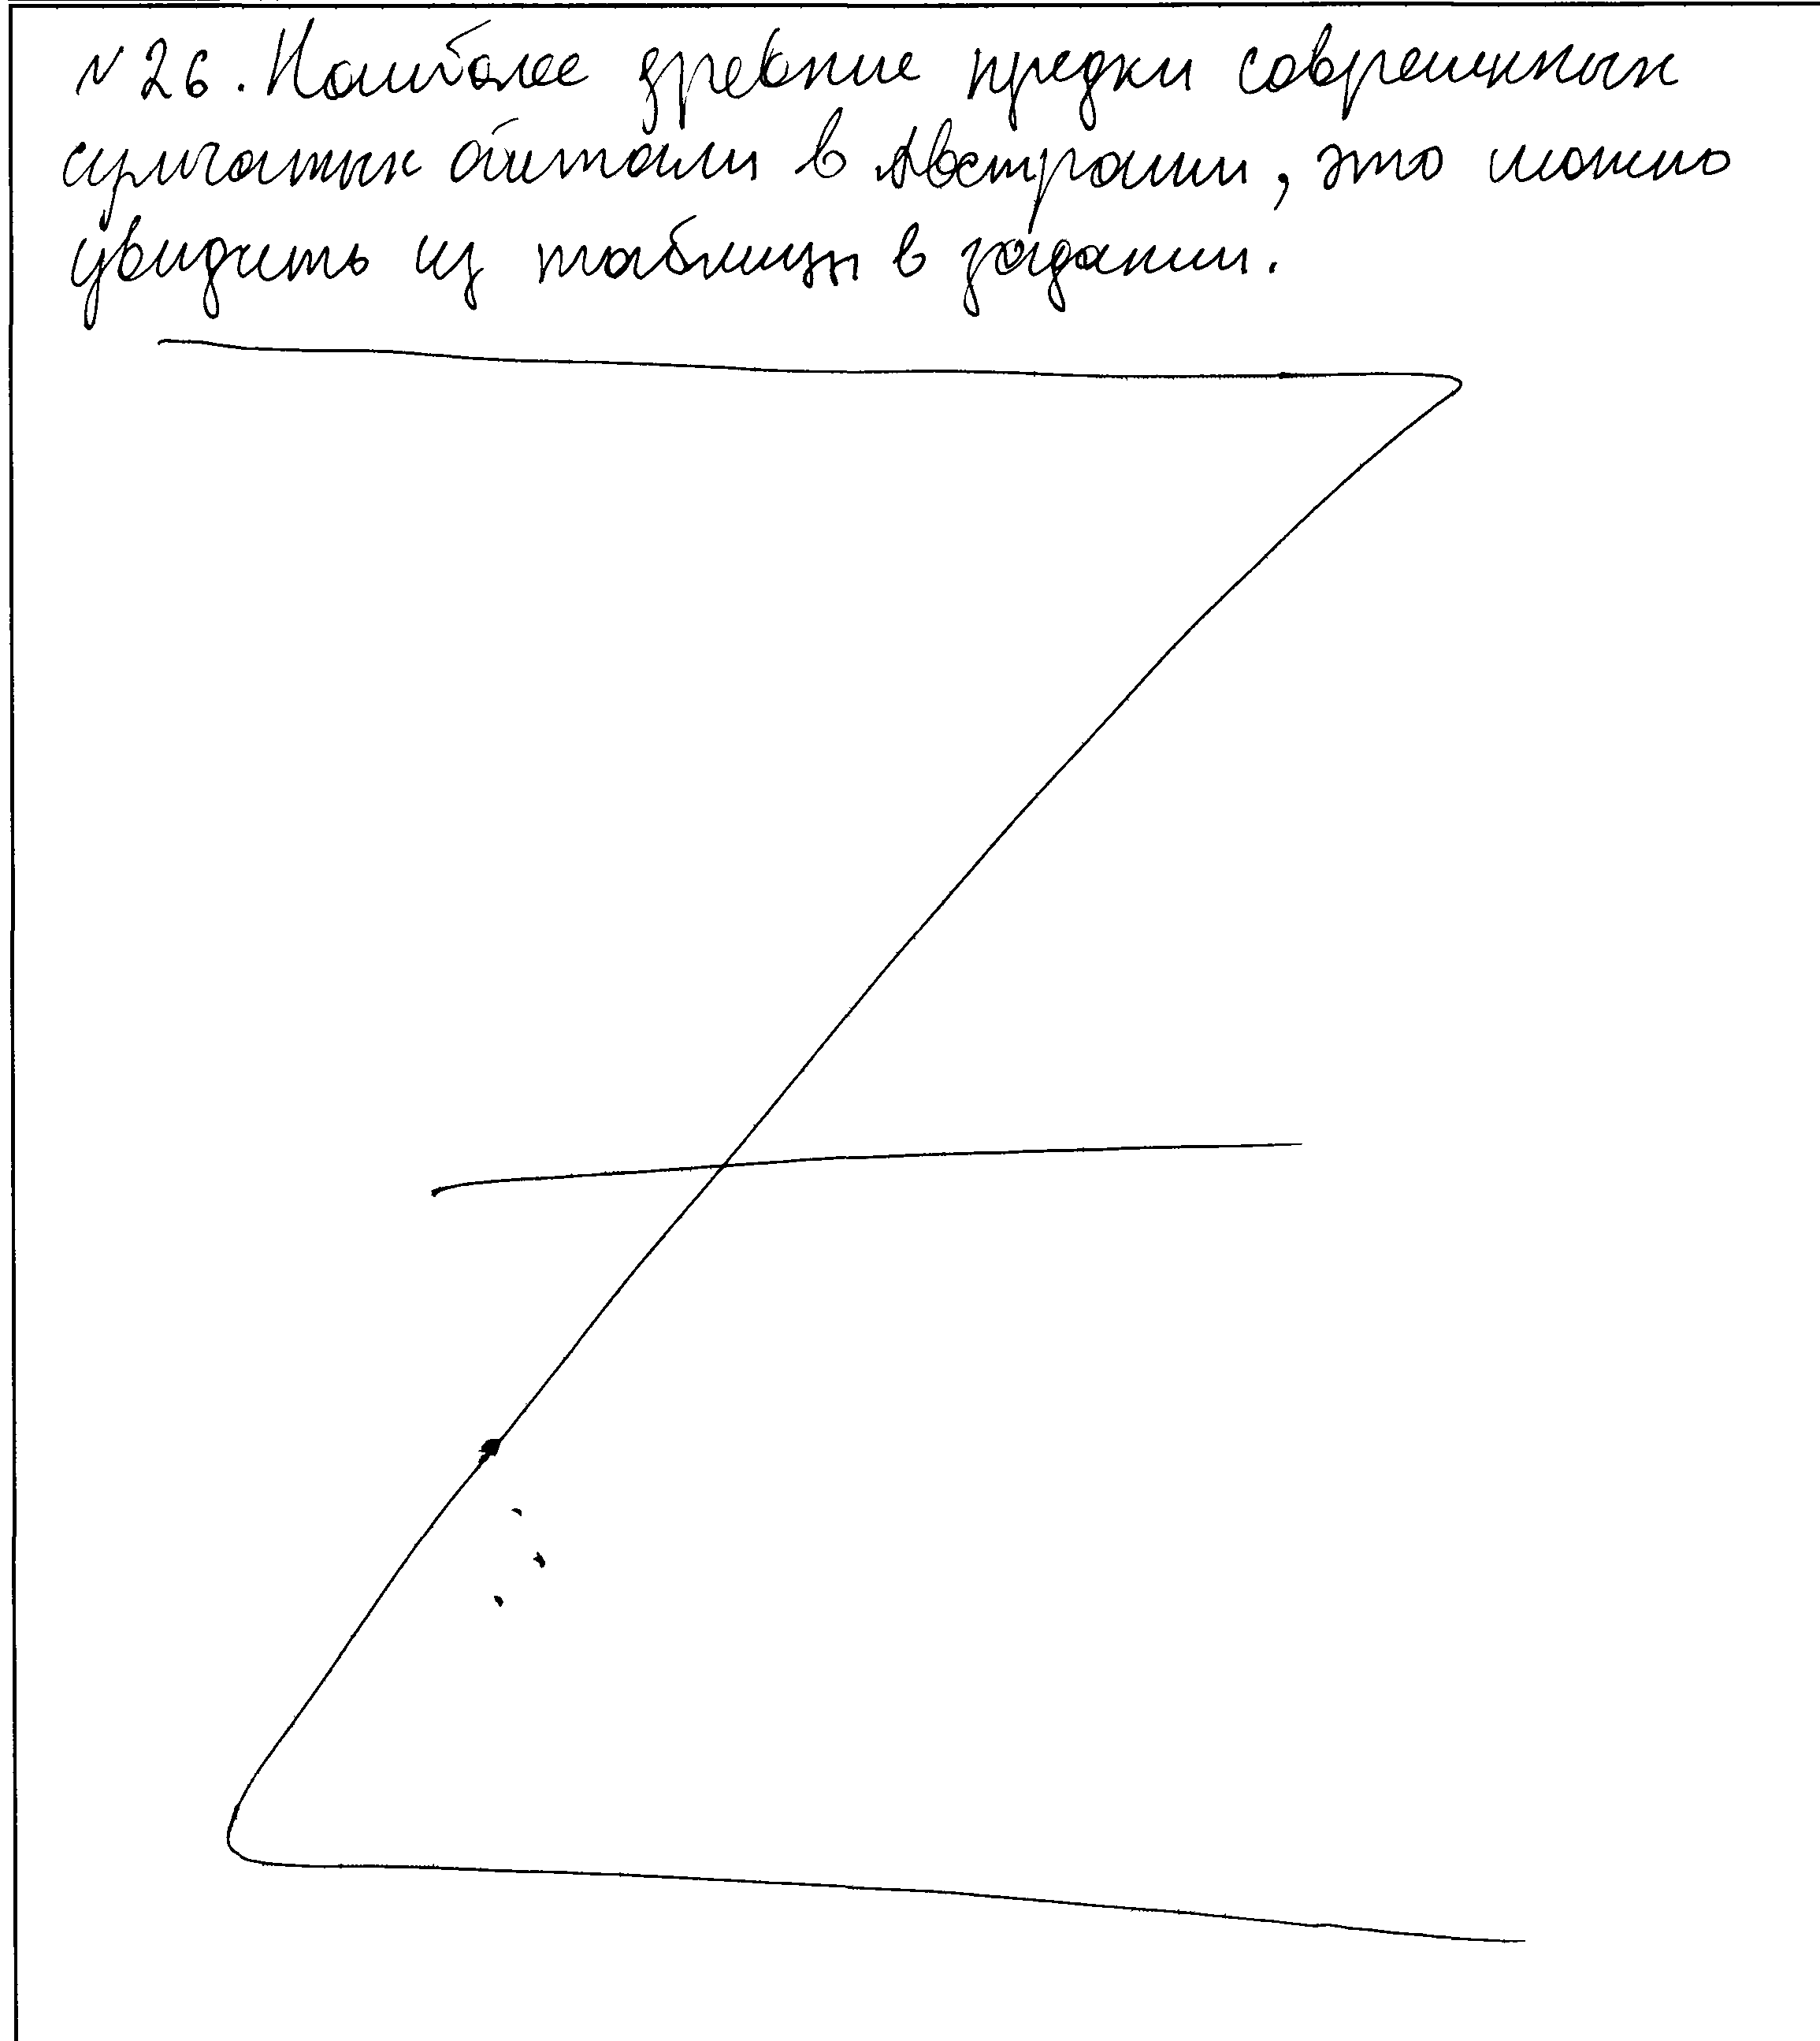 №26. Наиболее древние предки современных
сумчатых обитали в Австралии, это можно
увидеть из таблицы в задании.